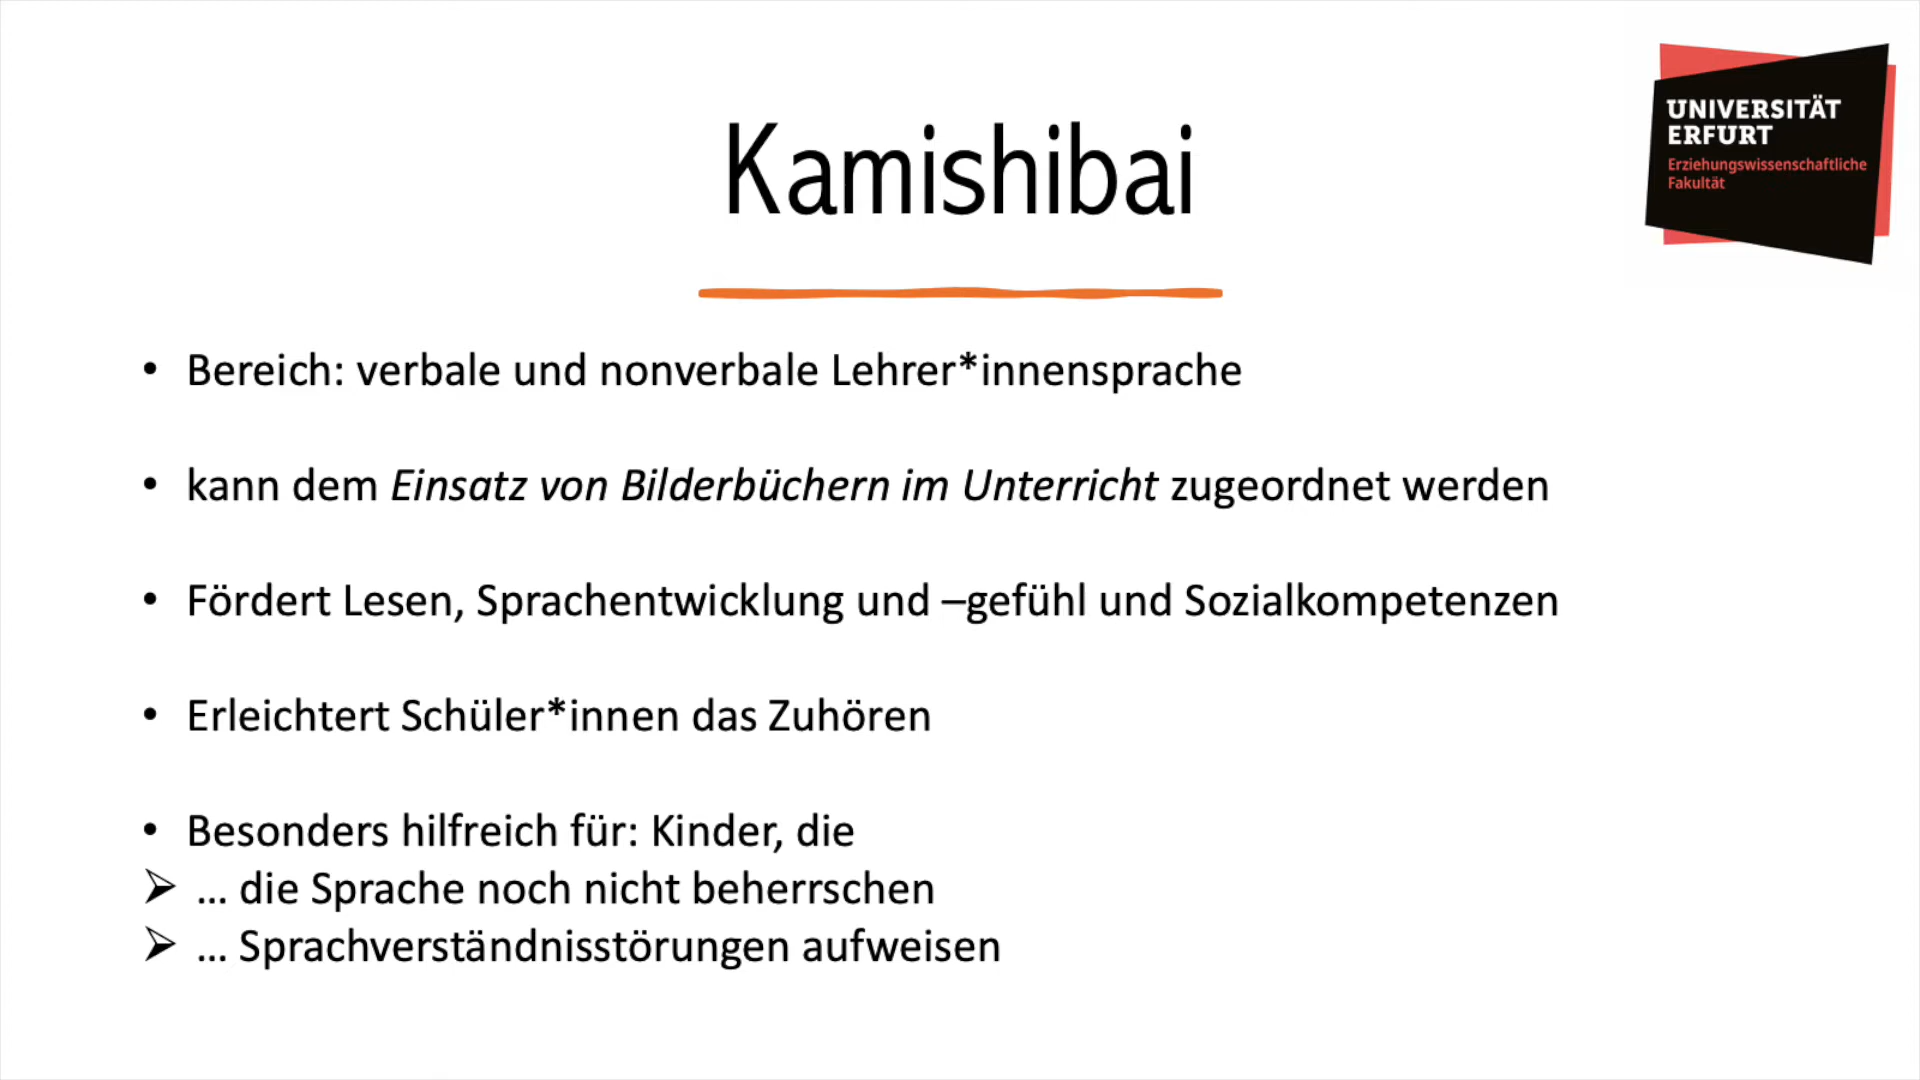 Kamishibai
UNIVERSITÄT
ERFURT
Erziehungswissenschaftliche
Fakultät
• Bereich: verbale und nonverbale Lehrer*innensprache
• kann dem Einsatz von Bilderbüchern im Unterricht zugeordnet werden
• Fördert Lesen, Sprachentwicklung und –gefühl und Sozialkompetenzen
• Erleichtert Schüler*innen das Zuhören
• Besonders hilfreich für: Kinder, die
➢ ... die Sprache noch nicht beherrschen
➢ ... Sprachverständnisstörungen aufweisen